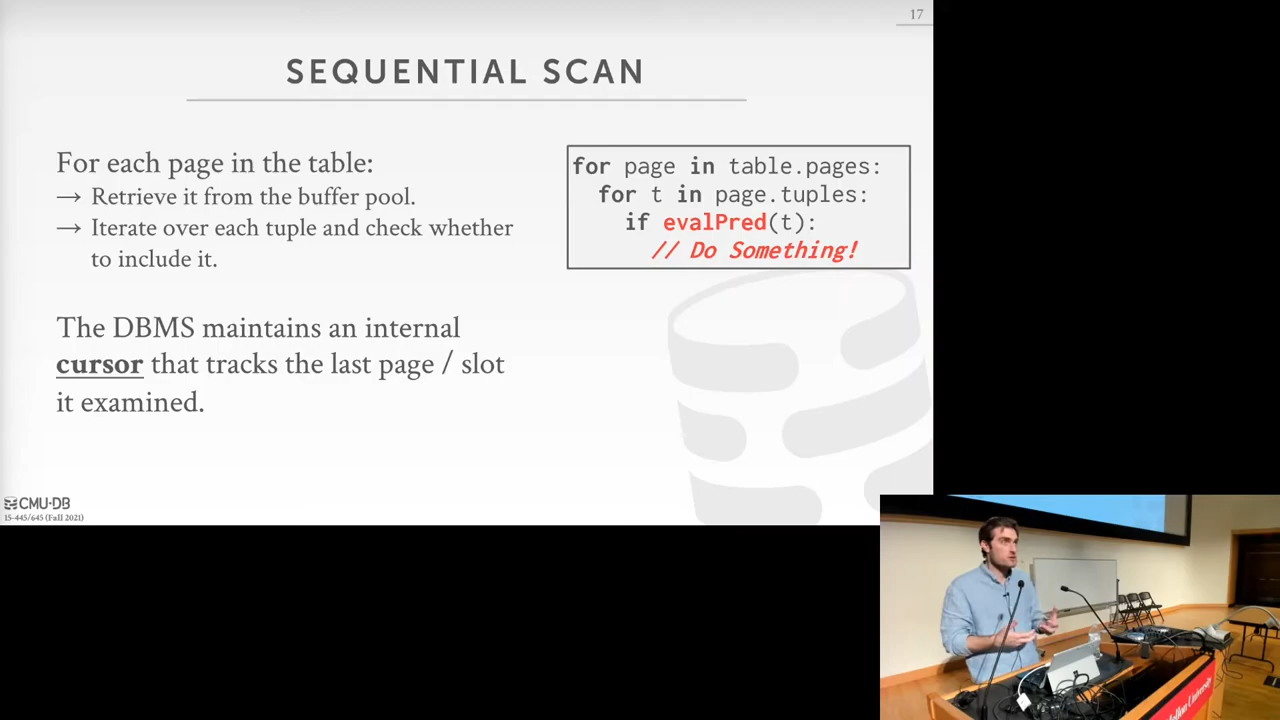 17
SEQUENTIAL SCAN
For each page in the table:
→ Retrieve it from the buffer pool.
→ Iterate over each tuple and check whether
to include it.
The DBMS maintains an internal
cursor that tracks the last page / slot
it examined.
for page in table.pages:
for t in page.tuples:
if evalPred(t):
// Do Something!
CMU·DB
15-445/645 (Fall 2021)
Mellon University